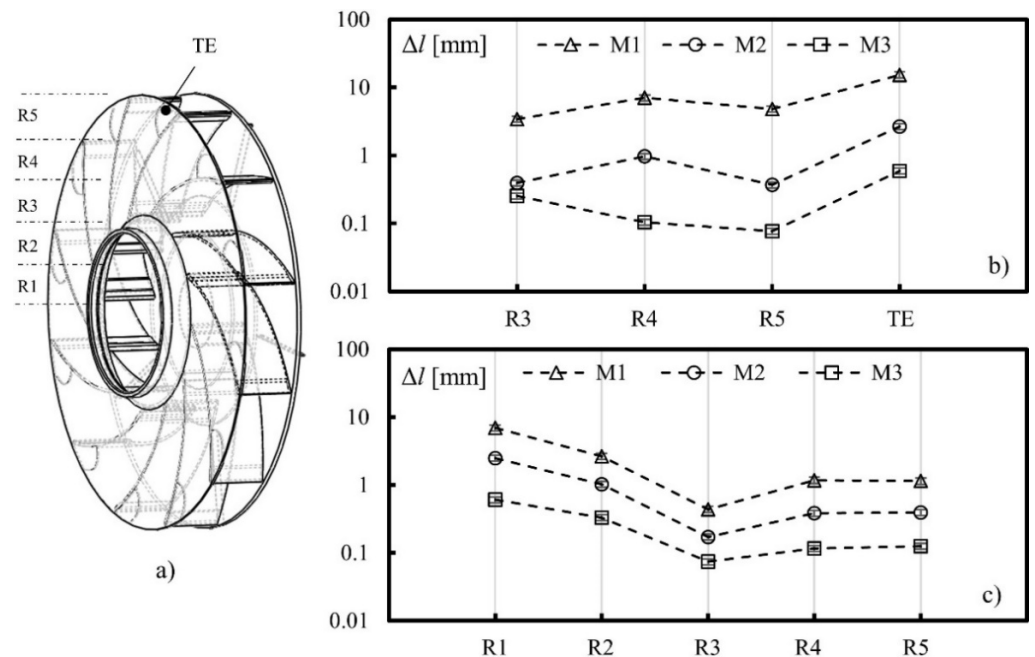 TE
R5
R4
R3
R2
R1
a)
100
Δl [mm] M1 M2 M3
10
1
0.1
0.01
b)
R3 R4 R5 TE
100
Δl [mm] M1 M2 M3
10
1
0.1
0.01
c)
R1 R2 R3 R4 R5